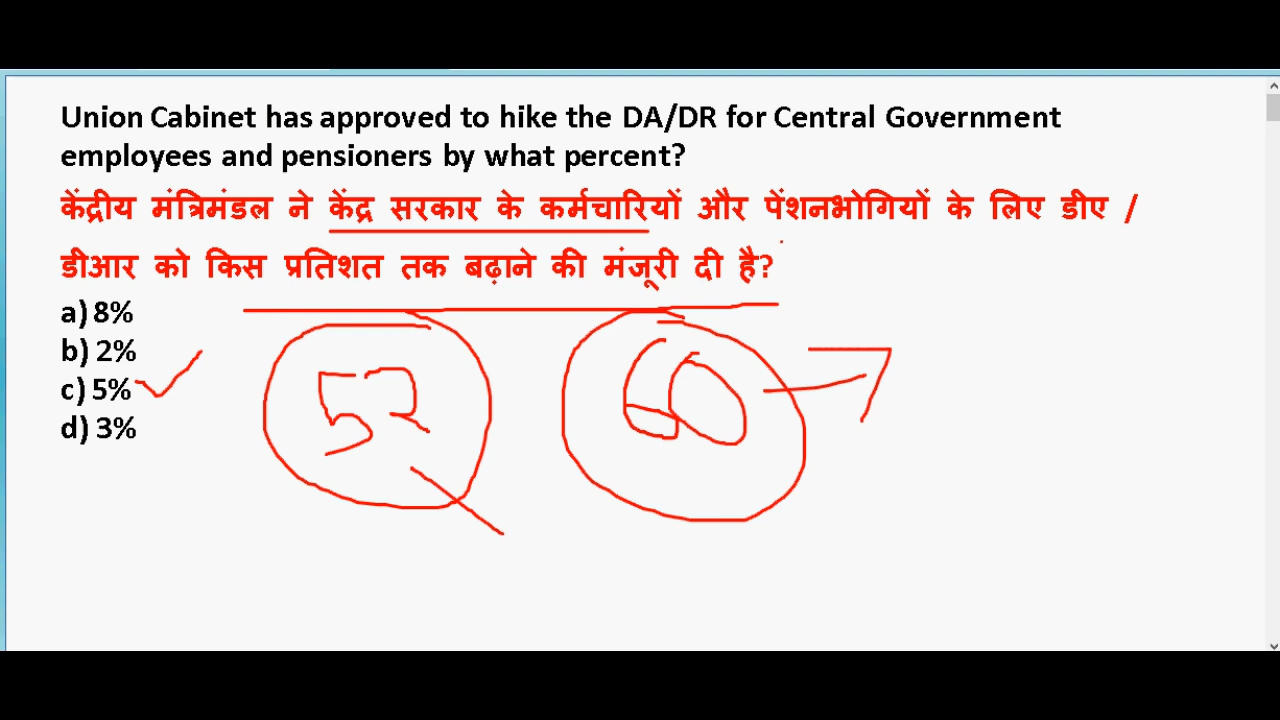 Union Cabinet has approved to hike the DA/DR for Central Government
employees and pensioners by what percent?
केंद्रीय मंत्रिमंडल ने केंद्र सरकार के कर्मचारियों और पेंशनभोगियों के लिए डीए /
डीआर को किस प्रतिशत तक बढ़ाने की मंजूरी दी है?
a) 8%
b) 2%
c) 5%
d) 3%
52 60